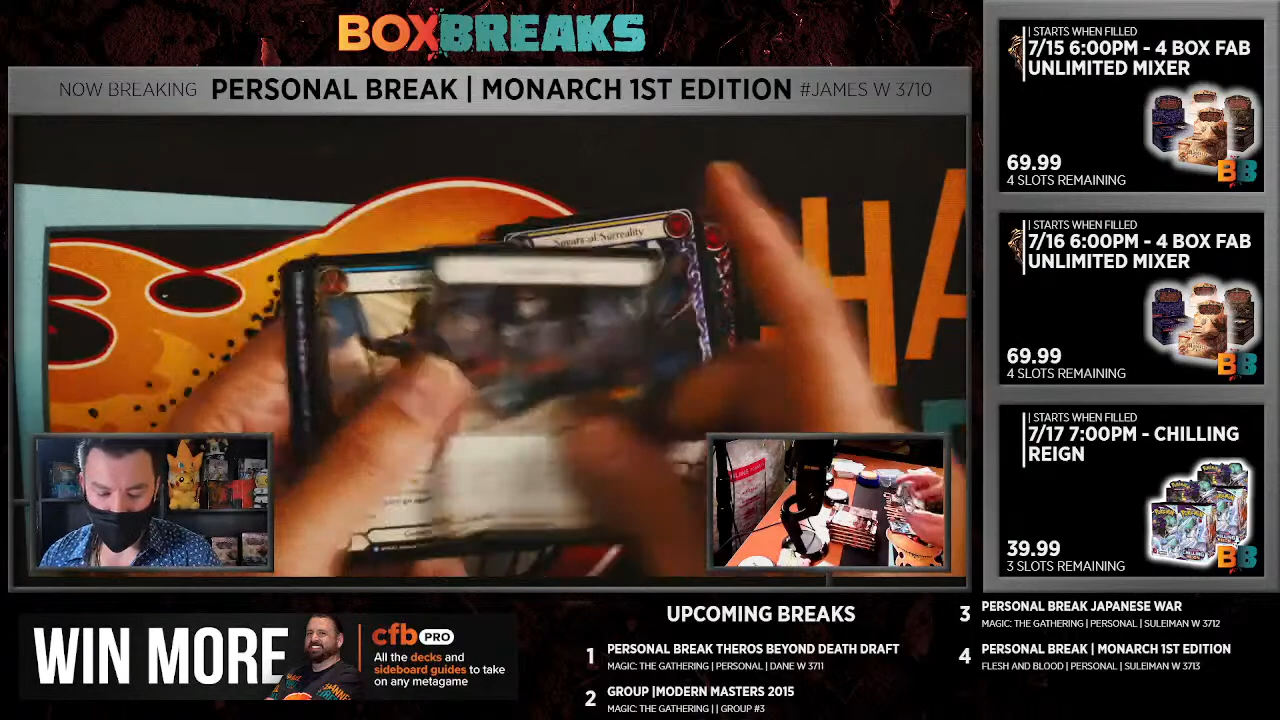 BOXBREAKS
NOW BREAKING PERSONAL BREAK | MONARCH 1ST EDITION #JAMES W 3710
HA
STARTS WHEN FILLED
7/15 6:00PM - 4 BOX FAB
UNLIMITED MIXER
69.99
4 SLOTS REMAINING
BB
STARTS WHEN FILLED
7/16 6:00PM - 4 BOX FAB
UNLIMITED MIXER
69.99
4 SLOTS REMAINING
BB
STARTS WHEN FILLED
7/17 7:00PM - CHILLING
REIGN
39.99
3 SLOTS REMAINING
BB
WIN MORE
cfb PRO
All the decks and
sideboard guides to take
on any metagame
UPCOMING BREAKS
1 PERSONAL BREAK THEROS BEYOND DEATH DRAFT
MAGIC: THE GATHERING | PERSONAL | DANE W 3711
2 GROUP |MODERN MASTERS 2015
MAGIC: THE GATHERING | | GROUP #3
3 PERSONAL BREAK JAPANESE WAR
MAGIC: THE GATHERING | PERSONAL | SULEIMAN W 3712
4 PERSONAL BREAK | MONARCH 1ST EDITION
FLESH AND BLOOD | PERSONAL | SULEIMAN W 3713